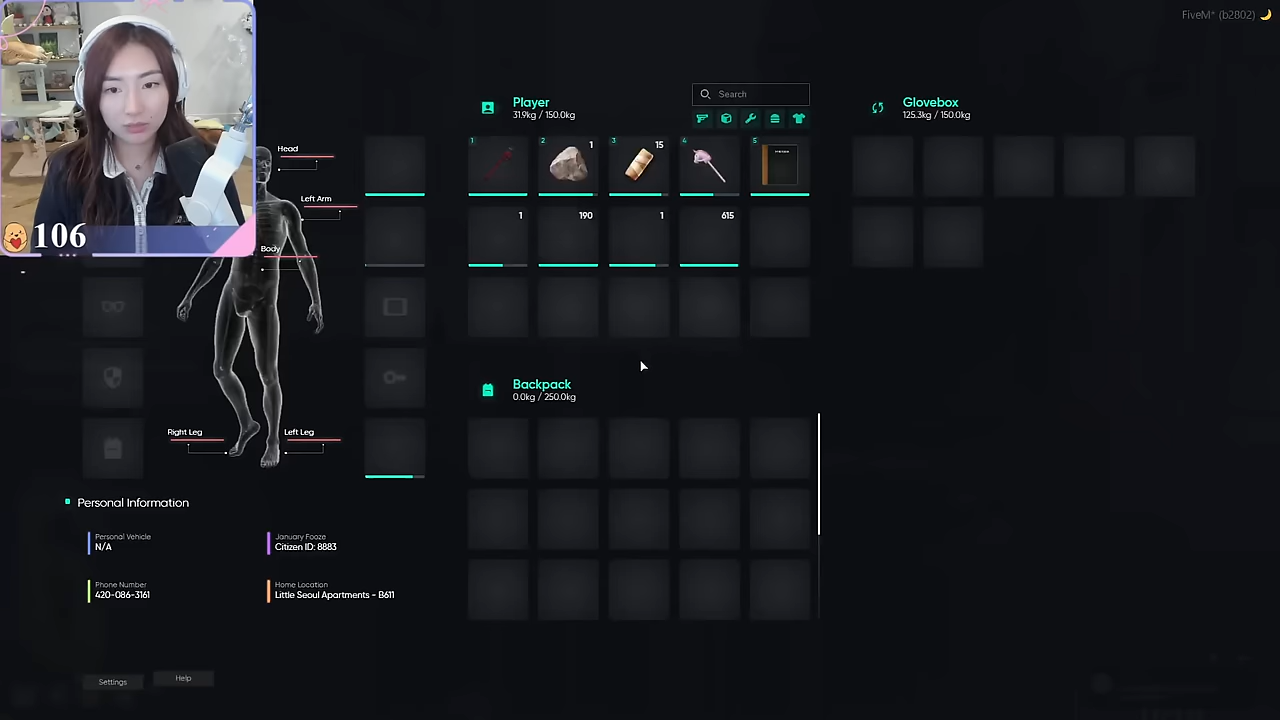 FiveM* (b2802)
106
Head
Left Arm
Body
Right Leg
Left Leg
Personal Information
Personal Vehicle
N/A
January Fooze
Citizen ID: 8883
Phone Number
420-086-3161
Home Location
Little Seoul Apartments - B611
Settings
Help
Player
31.9kg / 150.0kg
Search
1
2
1
3
15
4
5
1
190
1
615
Backpack
0.0kg / 250.0kg
Glovebox
125.3kg / 150.0kg